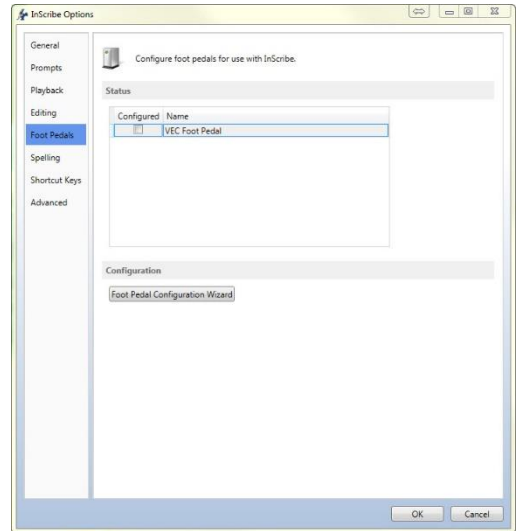 InScribe Options
General
Prompts
Playback
Editing
Foot Pedals
Spelling
Shortcut Keys
Advanced
Configure foot pedals for use with InScribe.
Status
Configured Name
VEC Foot Pedal
Configuration
Foot Pedal Configuration Wizard
OK Cancel